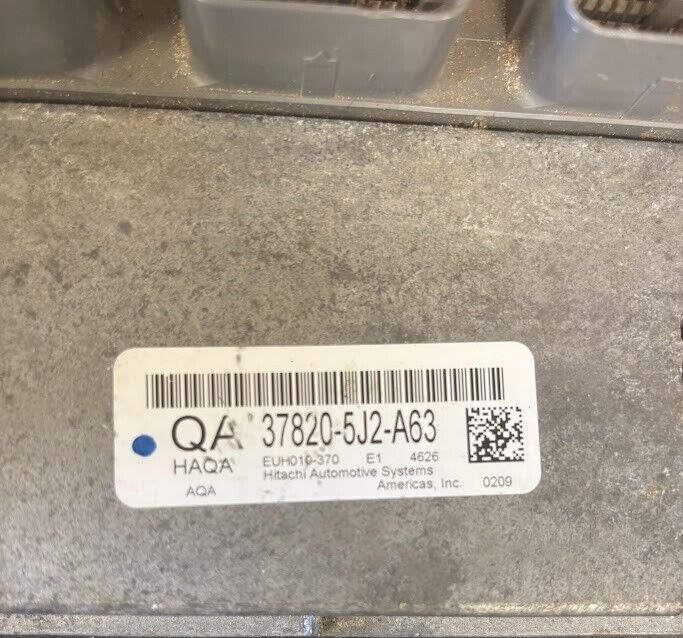 QA 37820-5J2-A63
HAQA EUH010-370 E1 4626
Hitachi Automotive Systems
AQA Americas, Inc. 0209